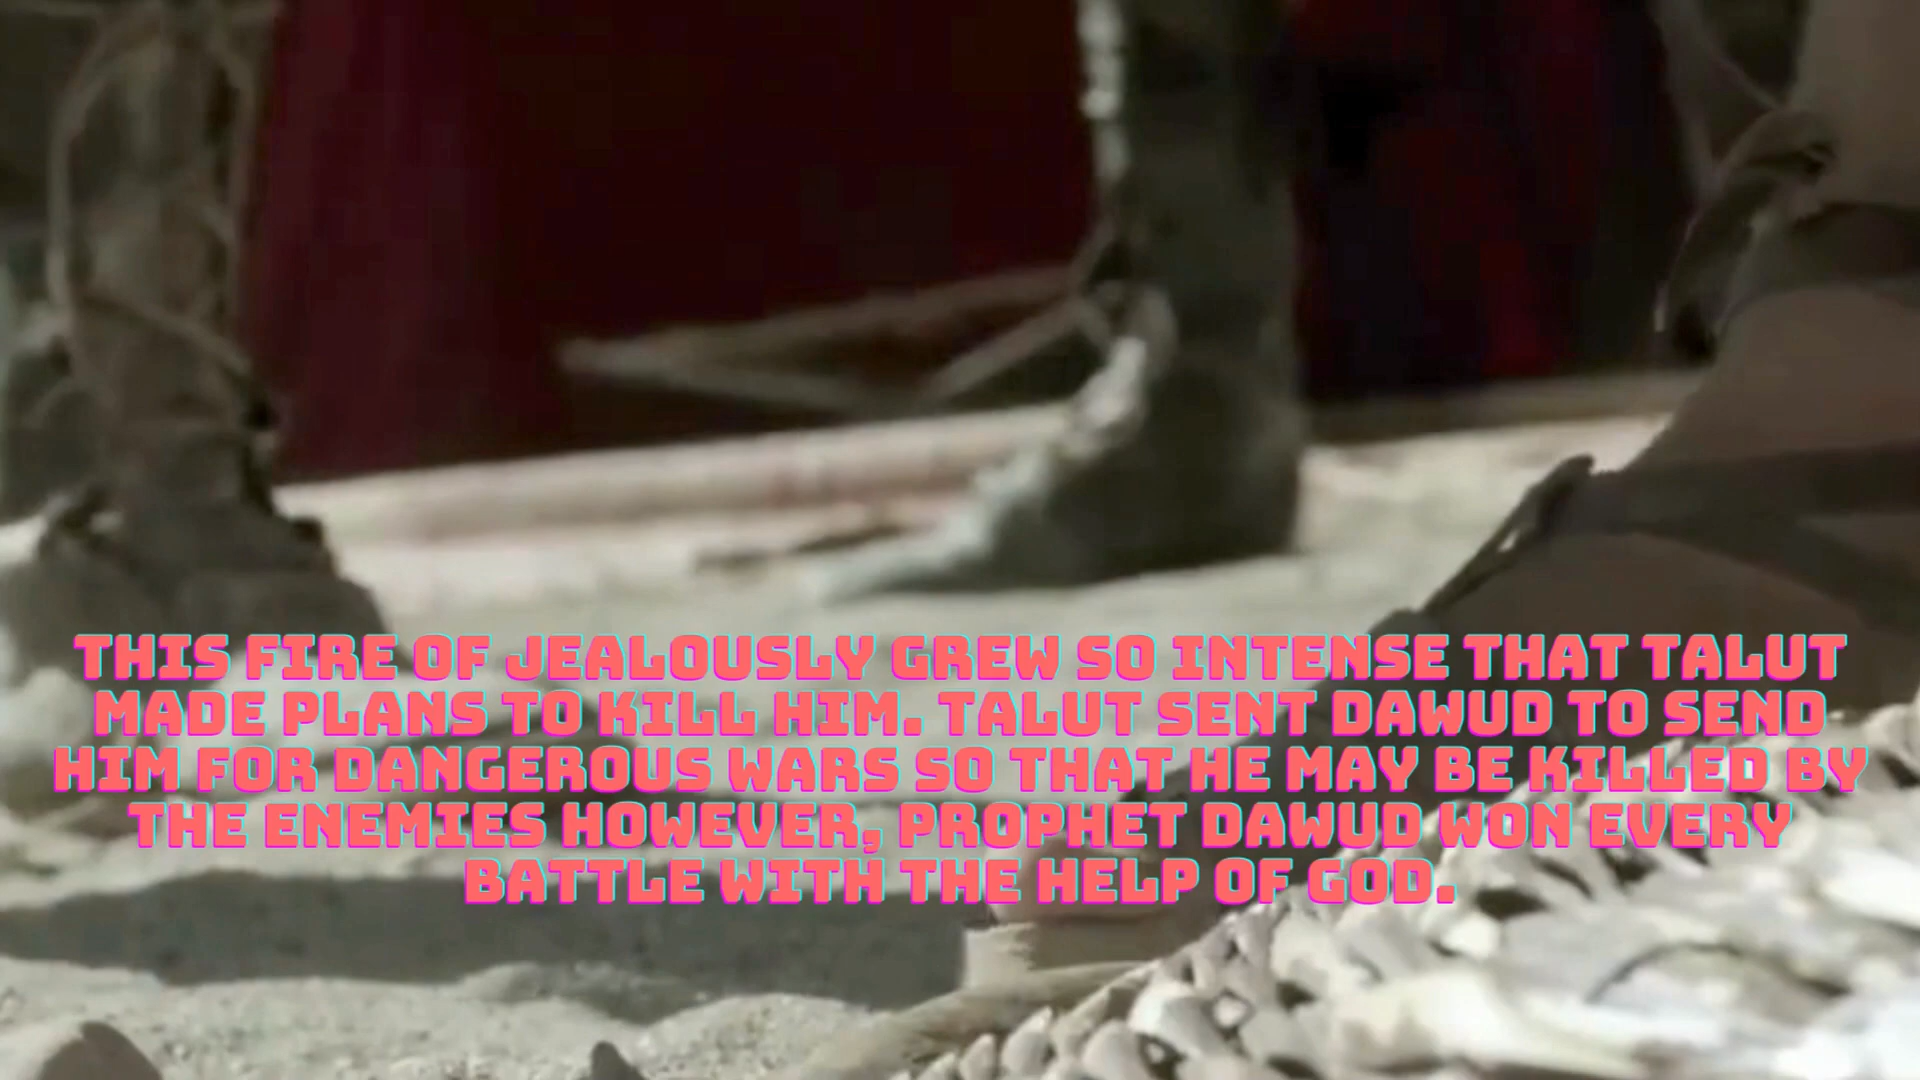 THIS FIRE OF JEALOUSLY GREW SO INTENSE THAT TALUT
MADE PLANS TO KILL HIM. TALUT SENT DAWUD TO SEND
HIM FOR DANGEROUS WARS SO THAT HE MAY BE KILLED BY
THE ENEMIES HOWEVER, PROPHET DAWUD WON EVERY
BATTLE WITH THE HELP OF GOD.